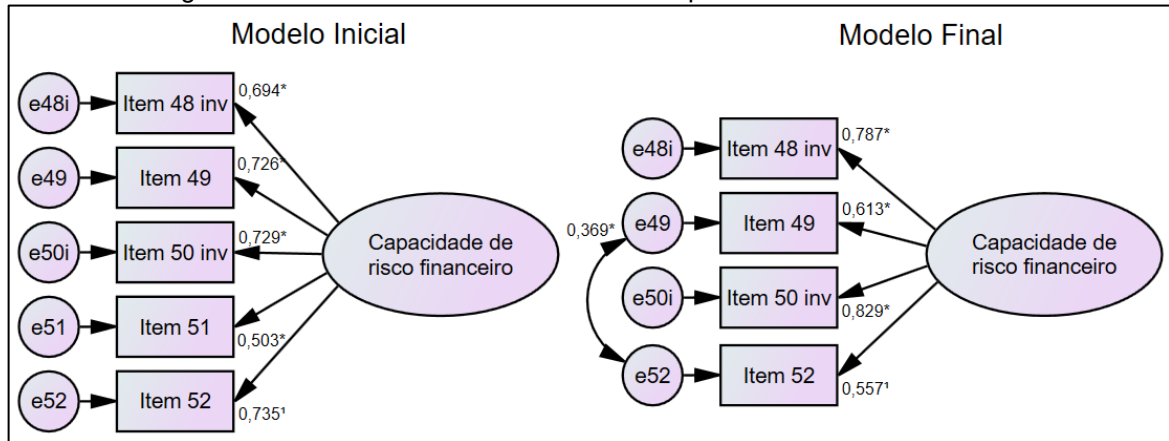 Modelo Inicial
e48i
Item 48 inv
0,694*
e49
Item 49
0,726*
e50i
Item 50 inv
0,729*
e51
Item 51
0,503*
e52
Item 52
0,735¹
Capacidade de
risco financeiro
Modelo Final
e48i
Item 48 inv
0,787*
e49
Item 49
0,613*
0,369*
e50i
Item 50 inv
0,829*
e52
Item 52
0,557¹
Capacidade de
risco financeiro